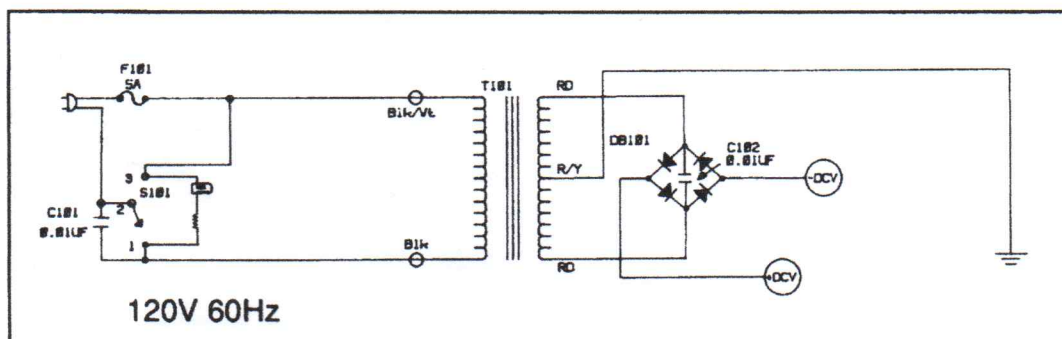 F101
5A
T101
RD
Blk/Vt
DB101
C102
0.01UF
3
S101
R/Y
-DCV
2
C101
0.01UF
1
Blk
RD
+DCV
120V 60Hz